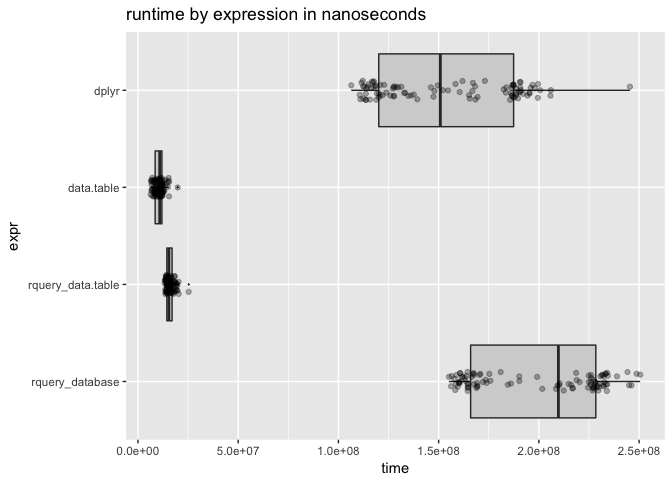 runtime by expression in nanoseconds
dplyr
data.table
rquery_data.table
rquery_database
expr
0.0e+00 5.0e+07 1.0e+08 1.5e+08 2.0e+08 2.5e+08
time